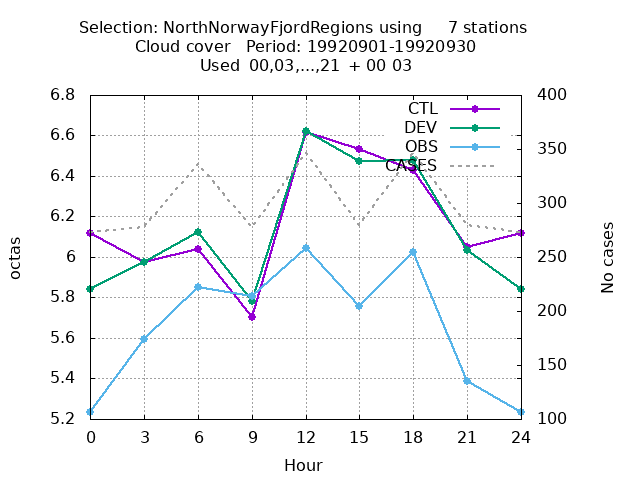 Selection: NorthNorwayFjordRegions using 7 stations
Cloud cover Period: 19920901-19920930
Used 00,03,...,21 + 00 03
6.8
6.6
6.4
6.2
6
5.8
5.6
5.4
5.2
400
350
300
250
200
150
100
CTL
DEV
OBS
CASES
octas
No cases
0 3 6 9 12 15 18 21 24
Hour